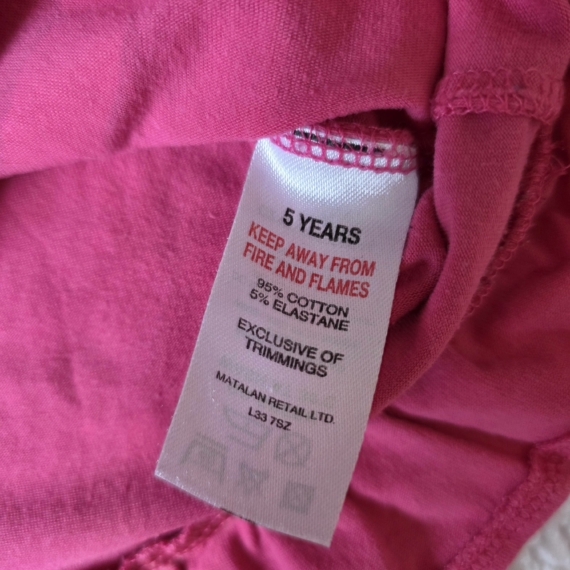 5 YEARS
KEEP AWAY FROM
FIRE AND FLAMES
95% COTTON
5% ELASTANE
EXCLUSIVE OF
TRIMMINGS
MATALAN RETAIL LTD.
L33 7SZ